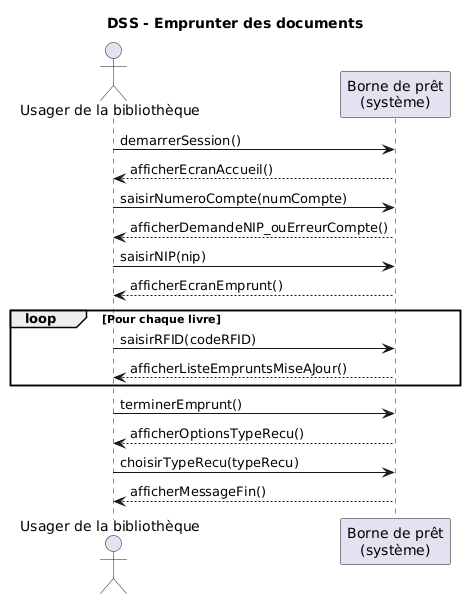 DSS - Emprunter des documents
Usager de la bibliothèque
Borne de prêt
(système)
demarrerSession()
afficherEcranAccueil()
saisirNumeroCompte(numCompte)
afficherDemandeNIP_ouErreurCompte()
saisirNIP(nip)
afficherEcranEmprunt()
loop [Pour chaque livre]
saisirRFID(codeRFID)
afficherListeEmpruntsMiseAJour()
terminerEmprunt()
afficherOptionsTypeRecu()
choisirTypeRecu(typeRecu)
afficherMessageFin()
Usager de la bibliothèque
Borne de prêt
(système)